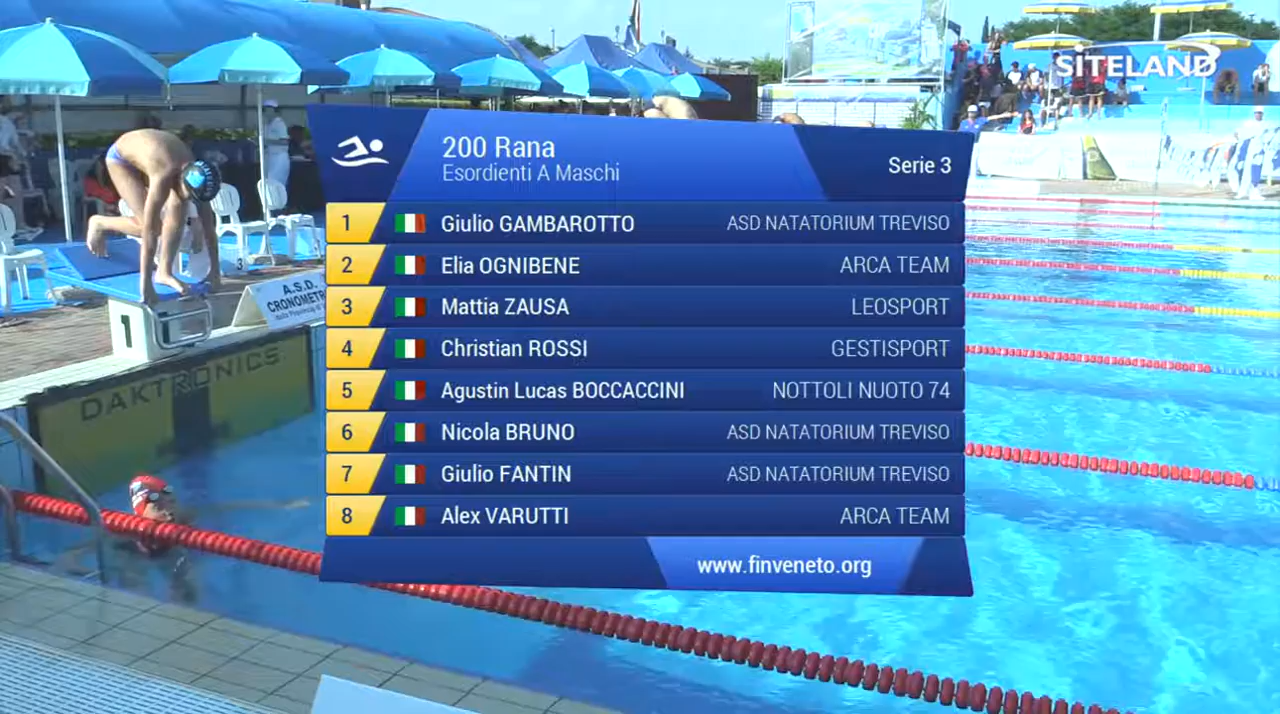 SITELAND
200 Rana
Esordienti A Maschi
Serie 3
1 Giulio GAMBAROTTO ASD NATATORIUM TREVISO
2 Elia OGNIBENE ARCA TEAM
3 Mattia ZAUSA LEOSPORT
4 Christian ROSSI GESTISPORT
5 Agustin Lucas BOCCACCINI NOTTOLI NUOTO 74
6 Nicola BRUNO ASD NATATORIUM TREVISO
7 Giulio FANTIN ASD NATATORIUM TREVISO
8 Alex VARUTTI ARCA TEAM
www.finveneto.org
A.S.D.
CRONOMETR
1
DAKTRONICS